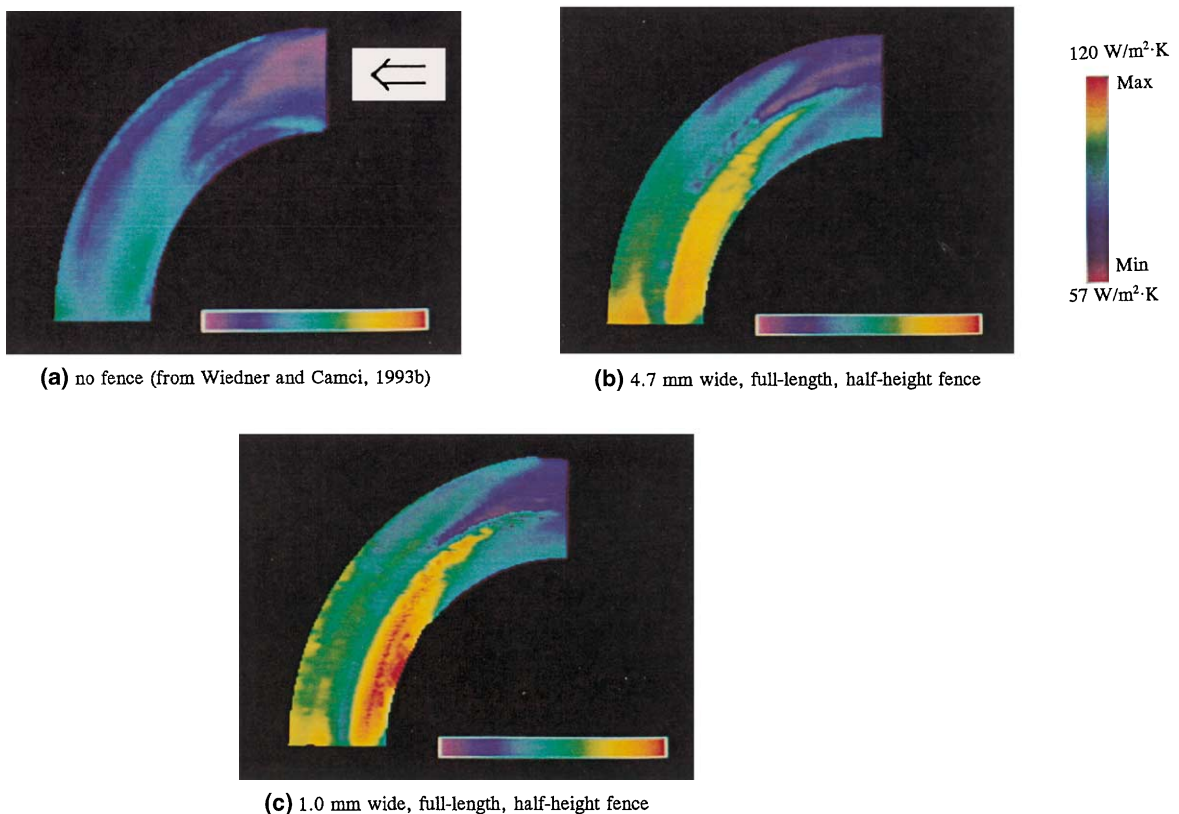 120 W/m²·K
Max
Min
57 W/m²·K
(a) no fence (from Wiedner and Camci, 1993b)
(b) 4.7 mm wide, full-length, half-height fence
(c) 1.0 mm wide, full-length, half-height fence